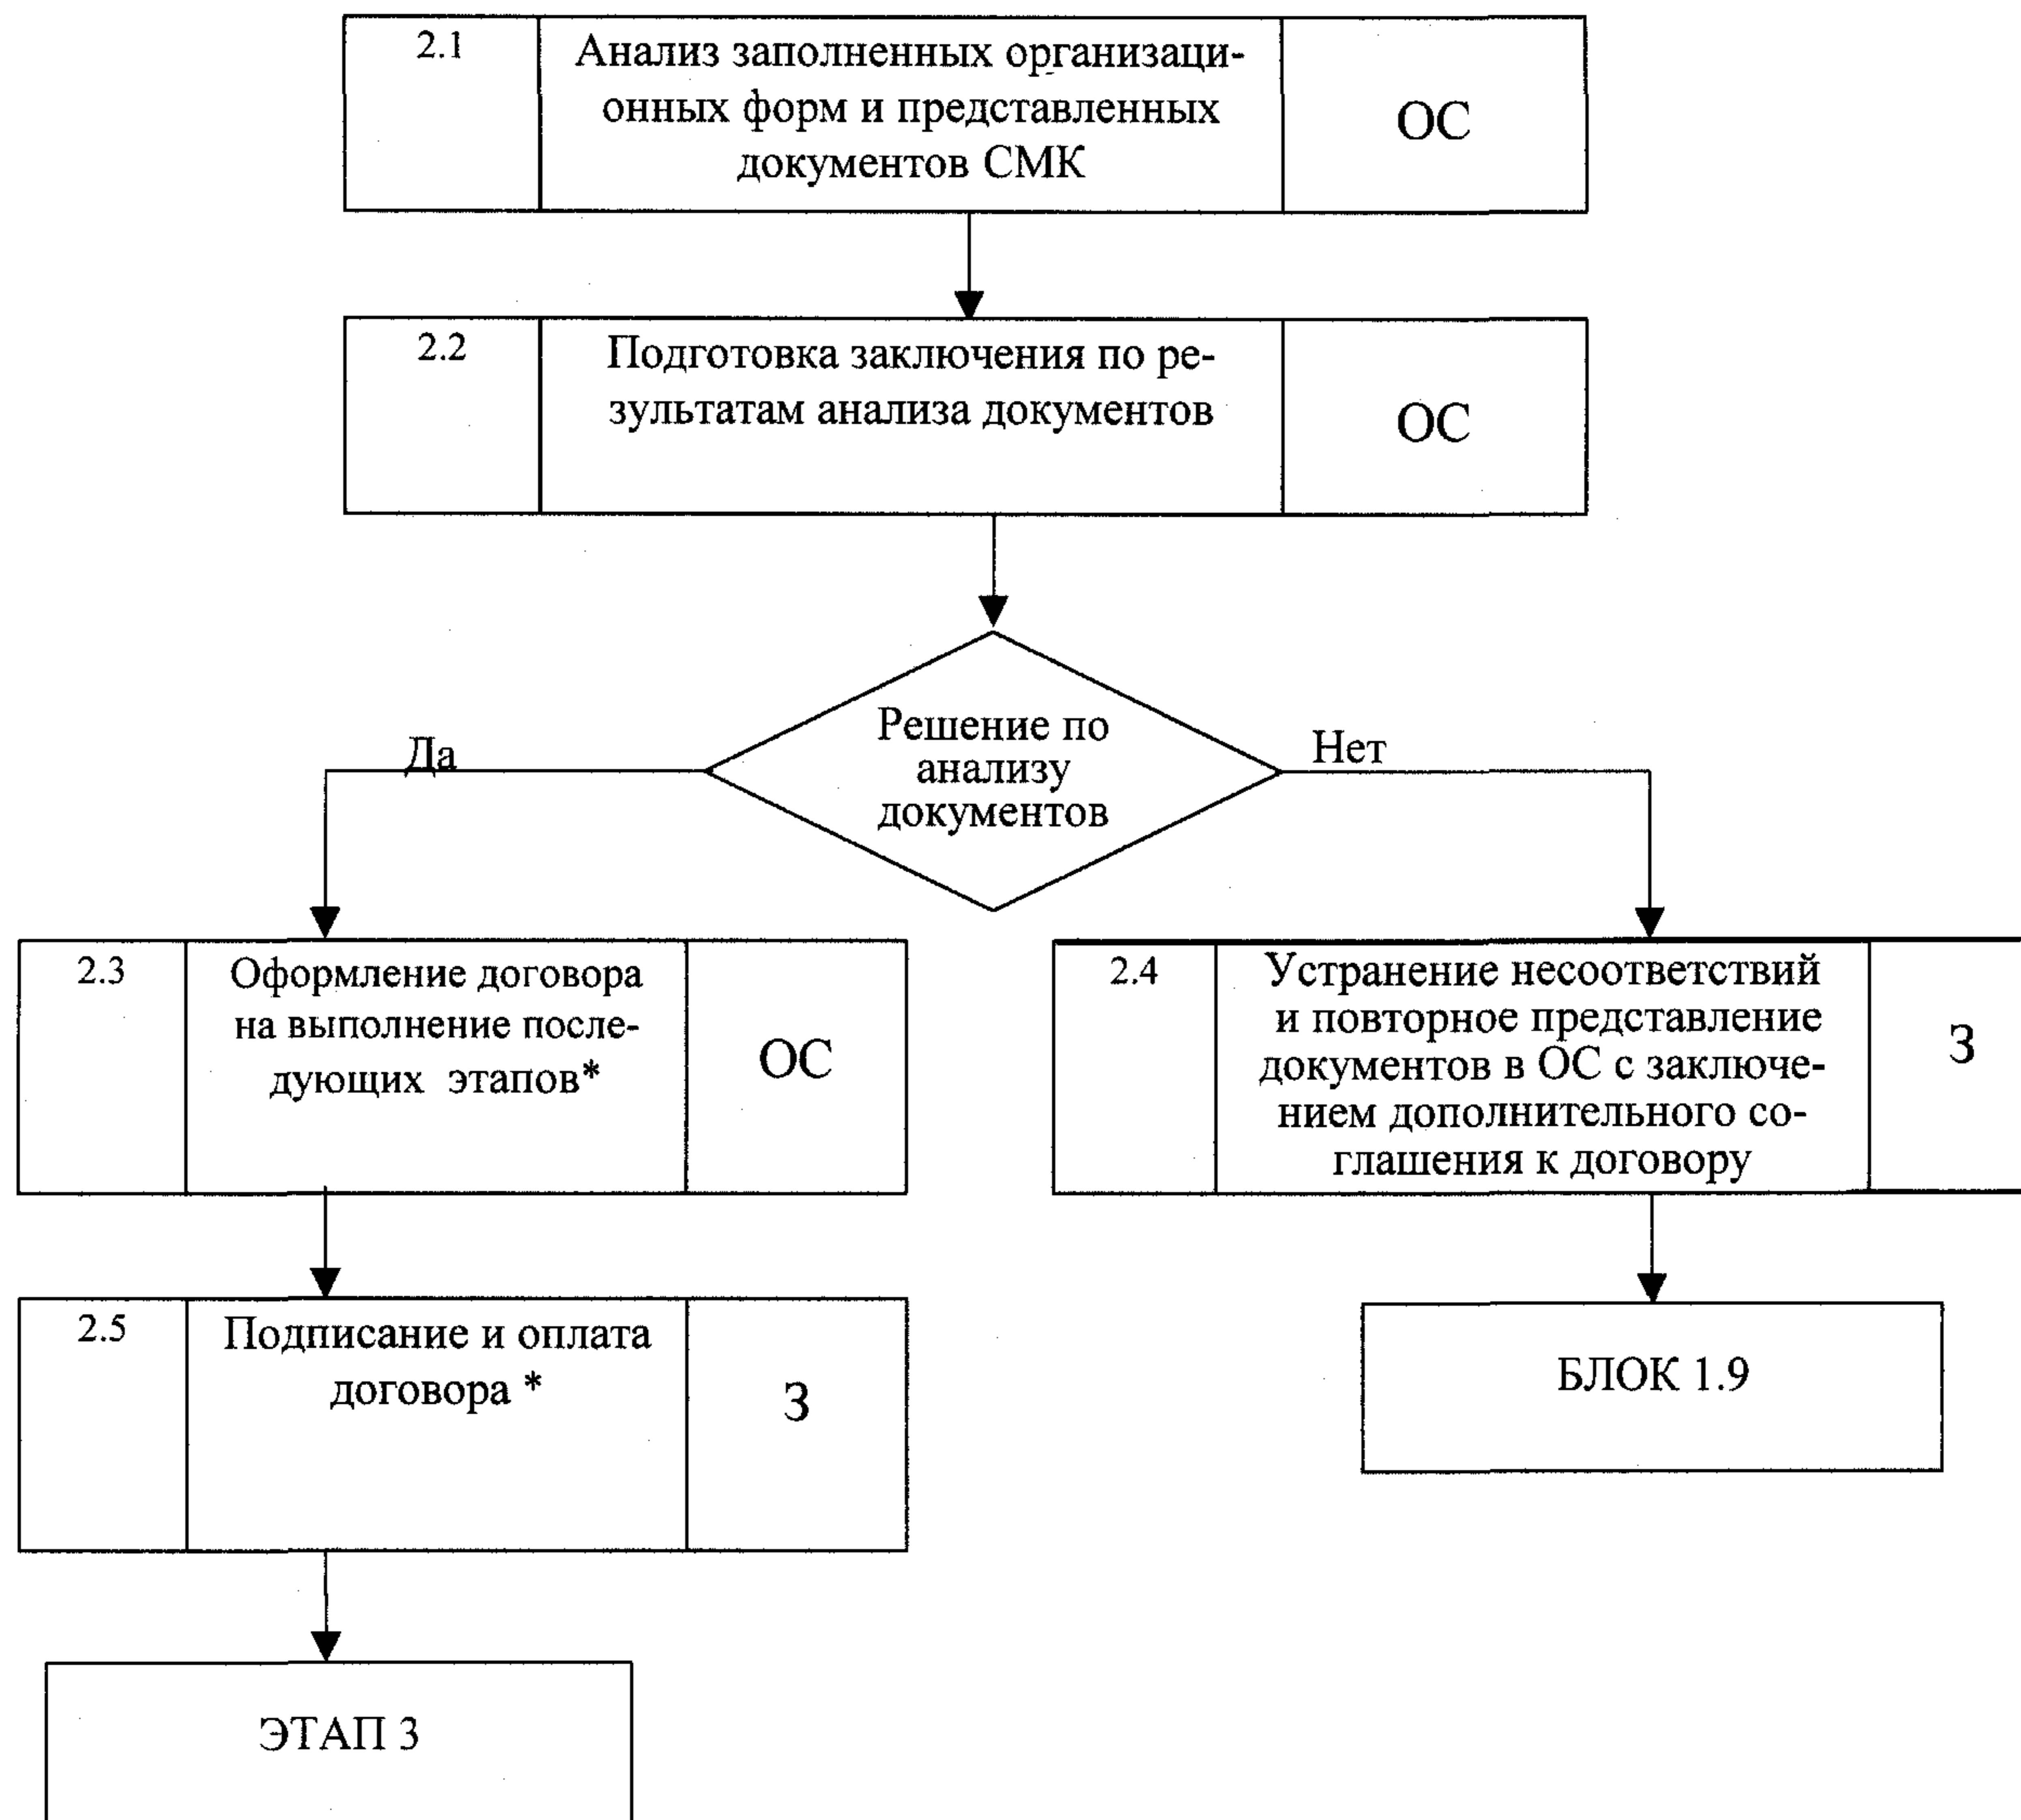 2.1
Анализ заполненных организаци-
онных форм и представленных
документов СМК
ОС
2.2
Подготовка заключения по ре-
зультатам анализа документов
ОС
Решение по
анализу
документов
Да
Нет
2.3
Оформление договора
на выполнение после-
дующих этапов*
ОС
2.4
Устранение несоответствий
и повторное представление
документов в ОС с заключе-
нием дополнительного со-
глашения к договору
З
2.5
Подписание и оплата
договора *
З
БЛОК 1.9
ЭТАП 3